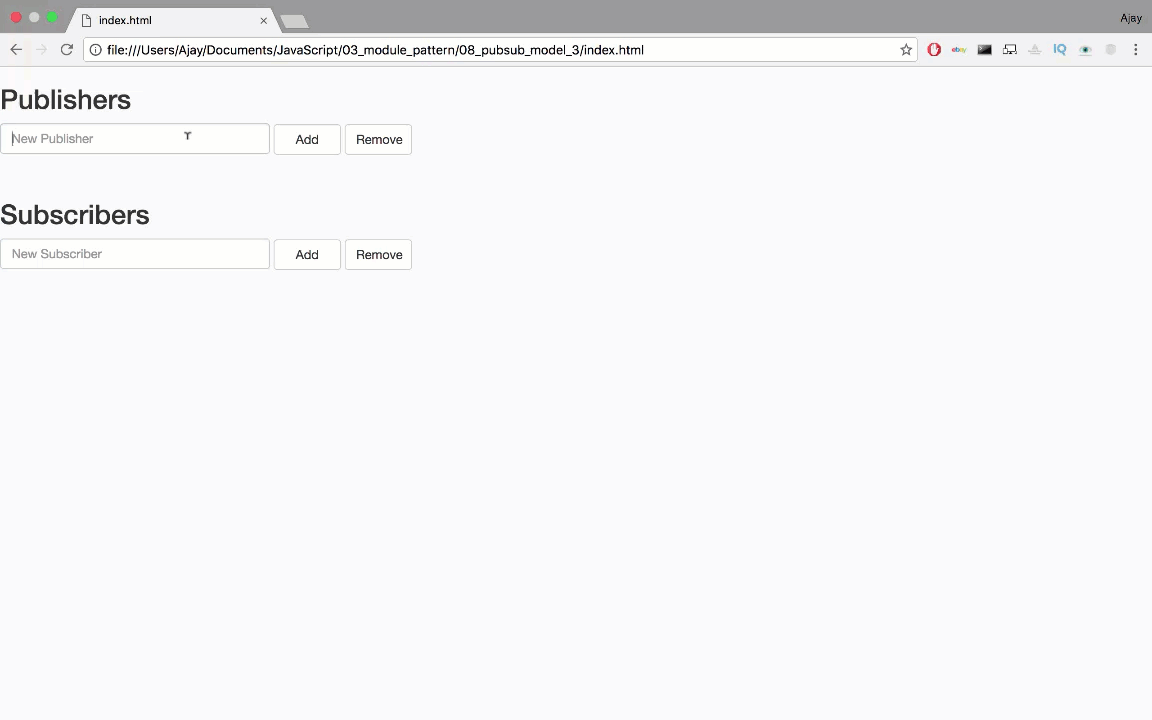 index.html
Ajay
file:///Users/Ajay/Documents/JavaScript/03_module_pattern/08_pubsub_model_3/index.html
ebay
IQ
Publishers
New Publisher
Add
Remove
Subscribers
New Subscriber
Add
Remove